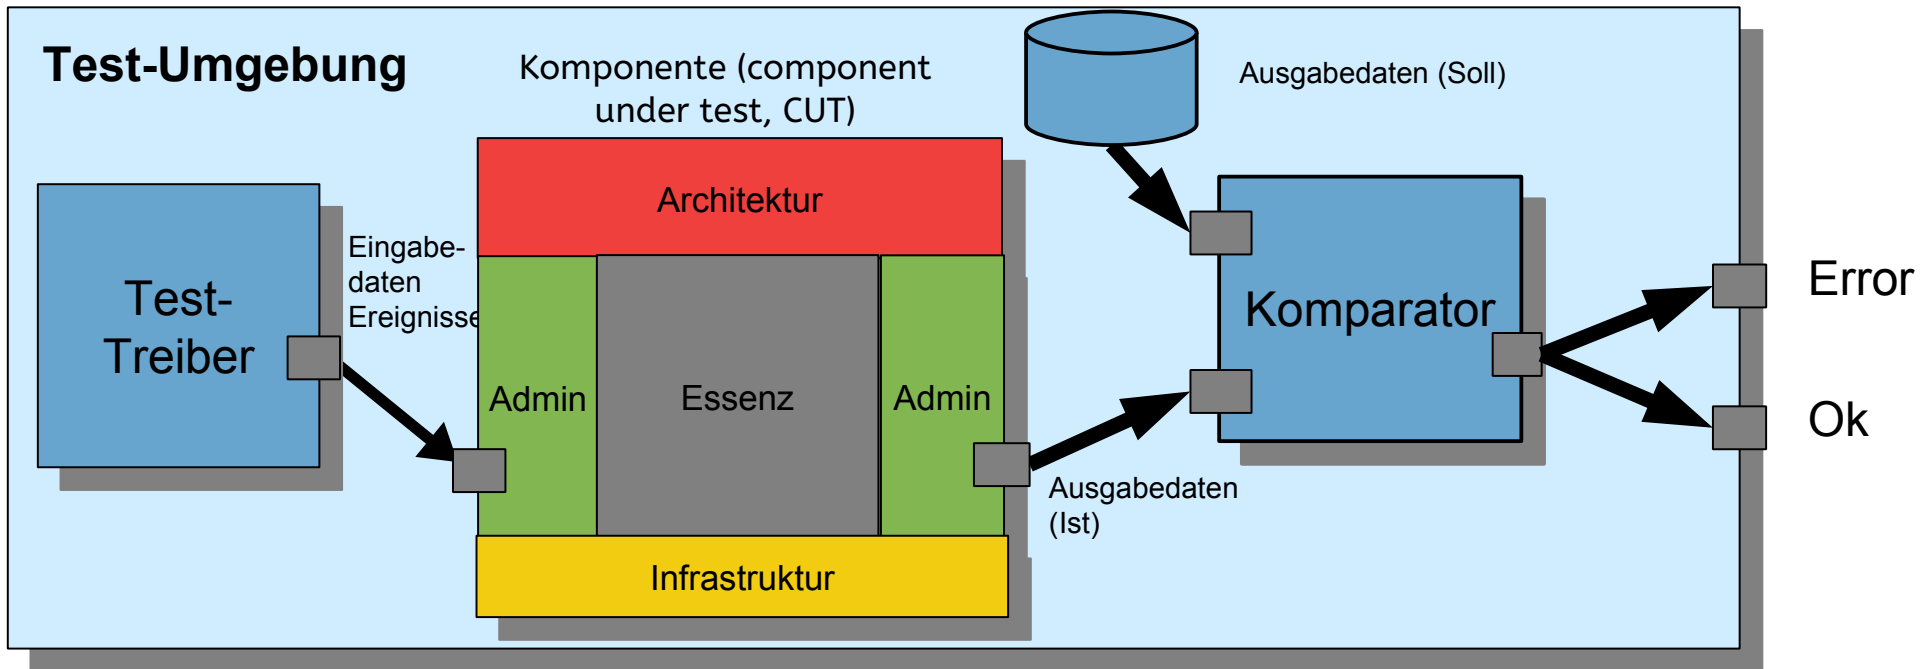 Test-Umgebung
Komponente (component
under test, CUT)
Ausgabedaten (Soll)
Architektur
Eingabe-
daten
Ereignisse
Test-
Treiber
Admin
Essenz
Admin
Komparator
Error
Ok
Ausgabedaten
(Ist)
Infrastruktur